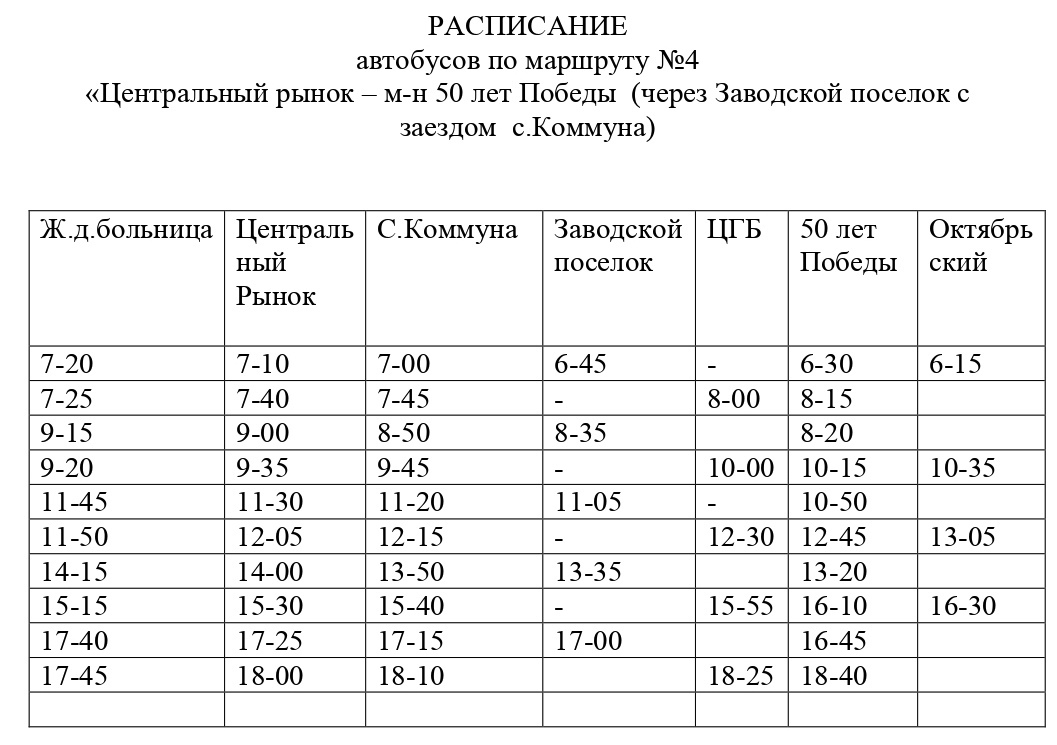 РАСПИСАНИЕ
автобусов по маршруту №4
«Центральный рынок – м-н 50 лет Победы (через Заводской поселок с
заездом с.Коммуна)
Ж.д.больница Централь С.Коммуна Заводской ЦГБ 50 лет Октябрь
ный поселок Победы ский
Рынок
7-20 7-10 7-00 6-45 - 6-30 6-15
7-25 7-40 7-45 - 8-00 8-15
9-15 9-00 8-50 8-35 8-20
9-20 9-35 9-45 - 10-00 10-15 10-35
11-45 11-30 11-20 11-05 - 10-50
11-50 12-05 12-15 - 12-30 12-45 13-05
14-15 14-00 13-50 13-35 13-20
15-15 15-30 15-40 - 15-55 16-10 16-30
17-40 17-25 17-15 17-00 16-45
17-45 18-00 18-10 18-25 18-40